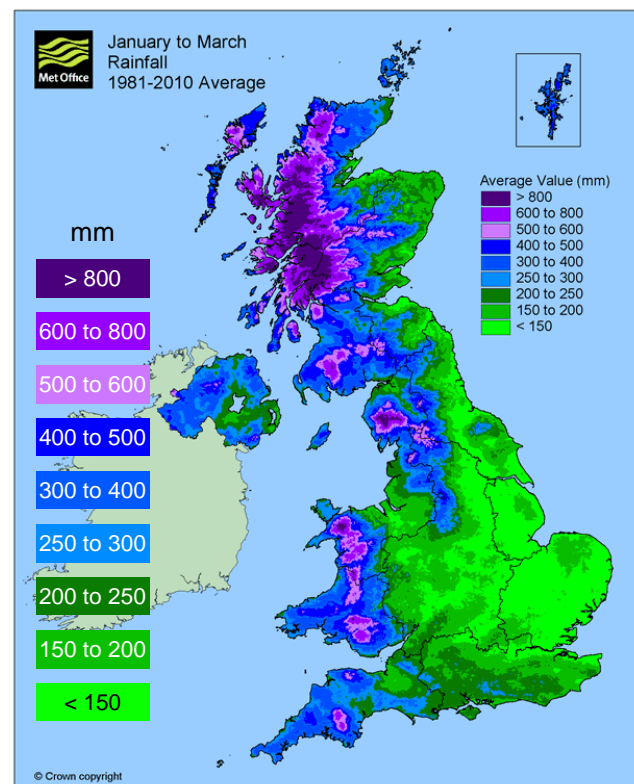 Met Office
January to March
Rainfall
1981-2010 Average
mm
> 800
600 to 800
500 to 600
400 to 500
300 to 400
250 to 300
200 to 250
150 to 200
< 150
Average Value (mm)
> 800
600 to 800
500 to 600
400 to 500
300 to 400
250 to 300
200 to 250
150 to 200
< 150
© Crown copyright